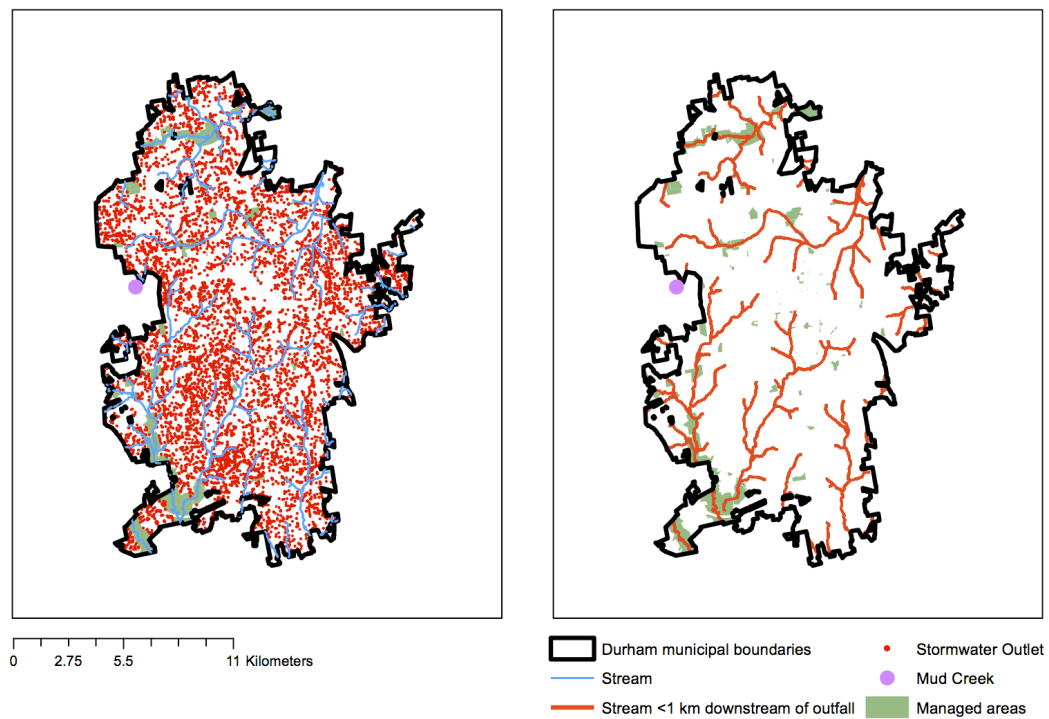 0 2.75 5.5 11 Kilometers
Durham municipal boundaries
Stream
Stream <1 km downstream of outfall
Stormwater Outlet
Mud Creek
Managed areas